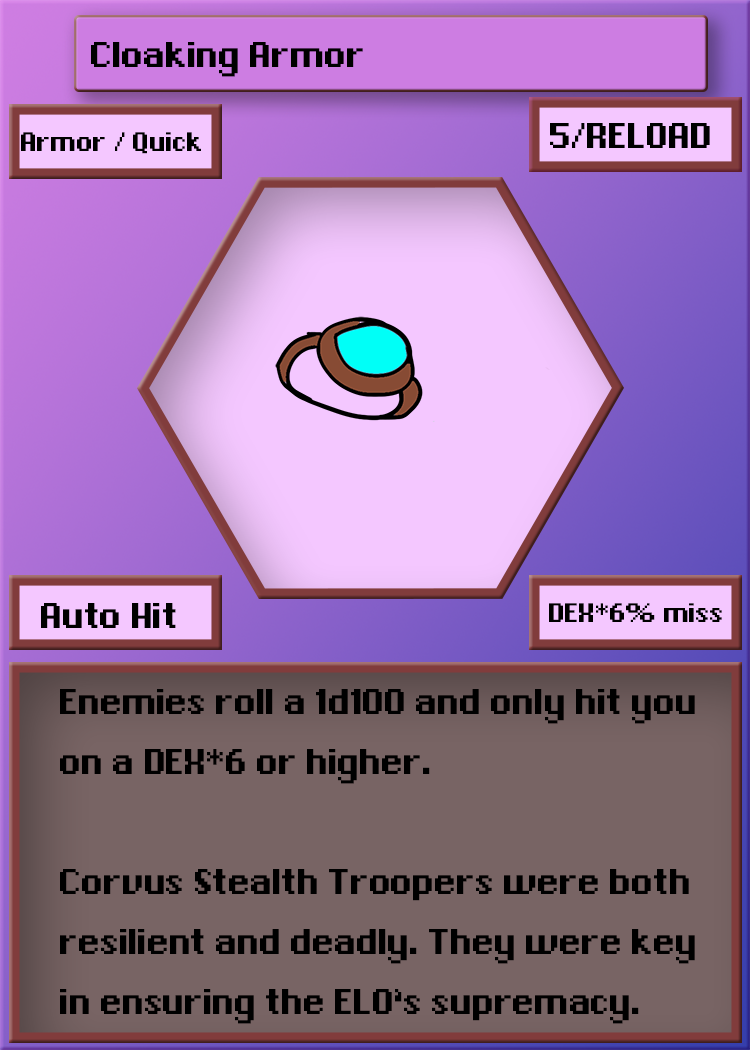 Cloaking Armor
Armor / Quick
5/RELOAD
Auto Hit
DEX*6% miss
Enemies roll a 1d100 and only hit you
on a DEX*6 or higher.
Corvus Stealth Troopers were both
resilient and deadly. They were key
in ensuring the ELO's supremacy.